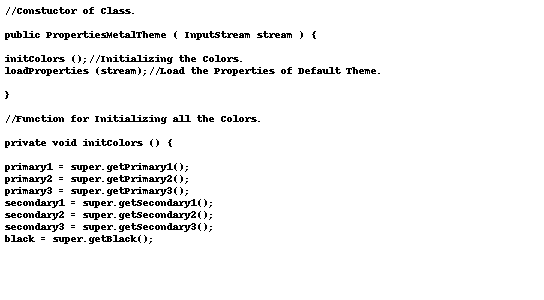 //Constuctor of Class.
public PropertiesMetalTheme ( InputStream stream ) {
initColors ();//Initializing the Colors.
loadProperties (stream);//Load the Properties of Default Theme.
}
//Function for Initializing all the Colors.
private void initColors () {
primary1 = super.getPrimary1();
primary2 = super.getPrimary2();
primary3 = super.getPrimary3();
secondary1 = super.getSecondary1();
secondary2 = super.getSecondary2();
secondary3 = super.getSecondary3();
black = super.getBlack();